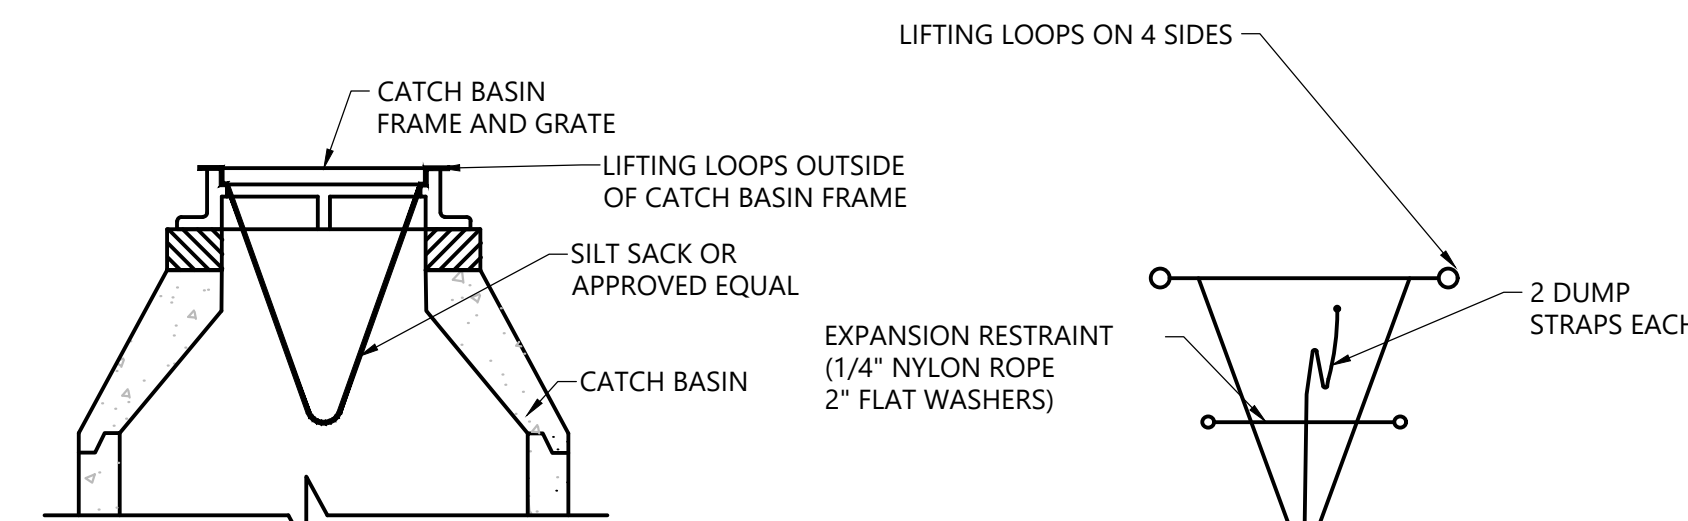 LIFTING LOOPS ON 4 SIDES
CATCH BASIN
FRAME AND GRATE
LIFTING LOOPS OUTSIDE
OF CATCH BASIN FRAME
SILT SACK OR
APPROVED EQUAL
CATCH BASIN
EXPANSION RESTRAINT
(1/4" NYLON ROPE
2" FLAT WASHERS)
2 DUMP
STRAPS EACH